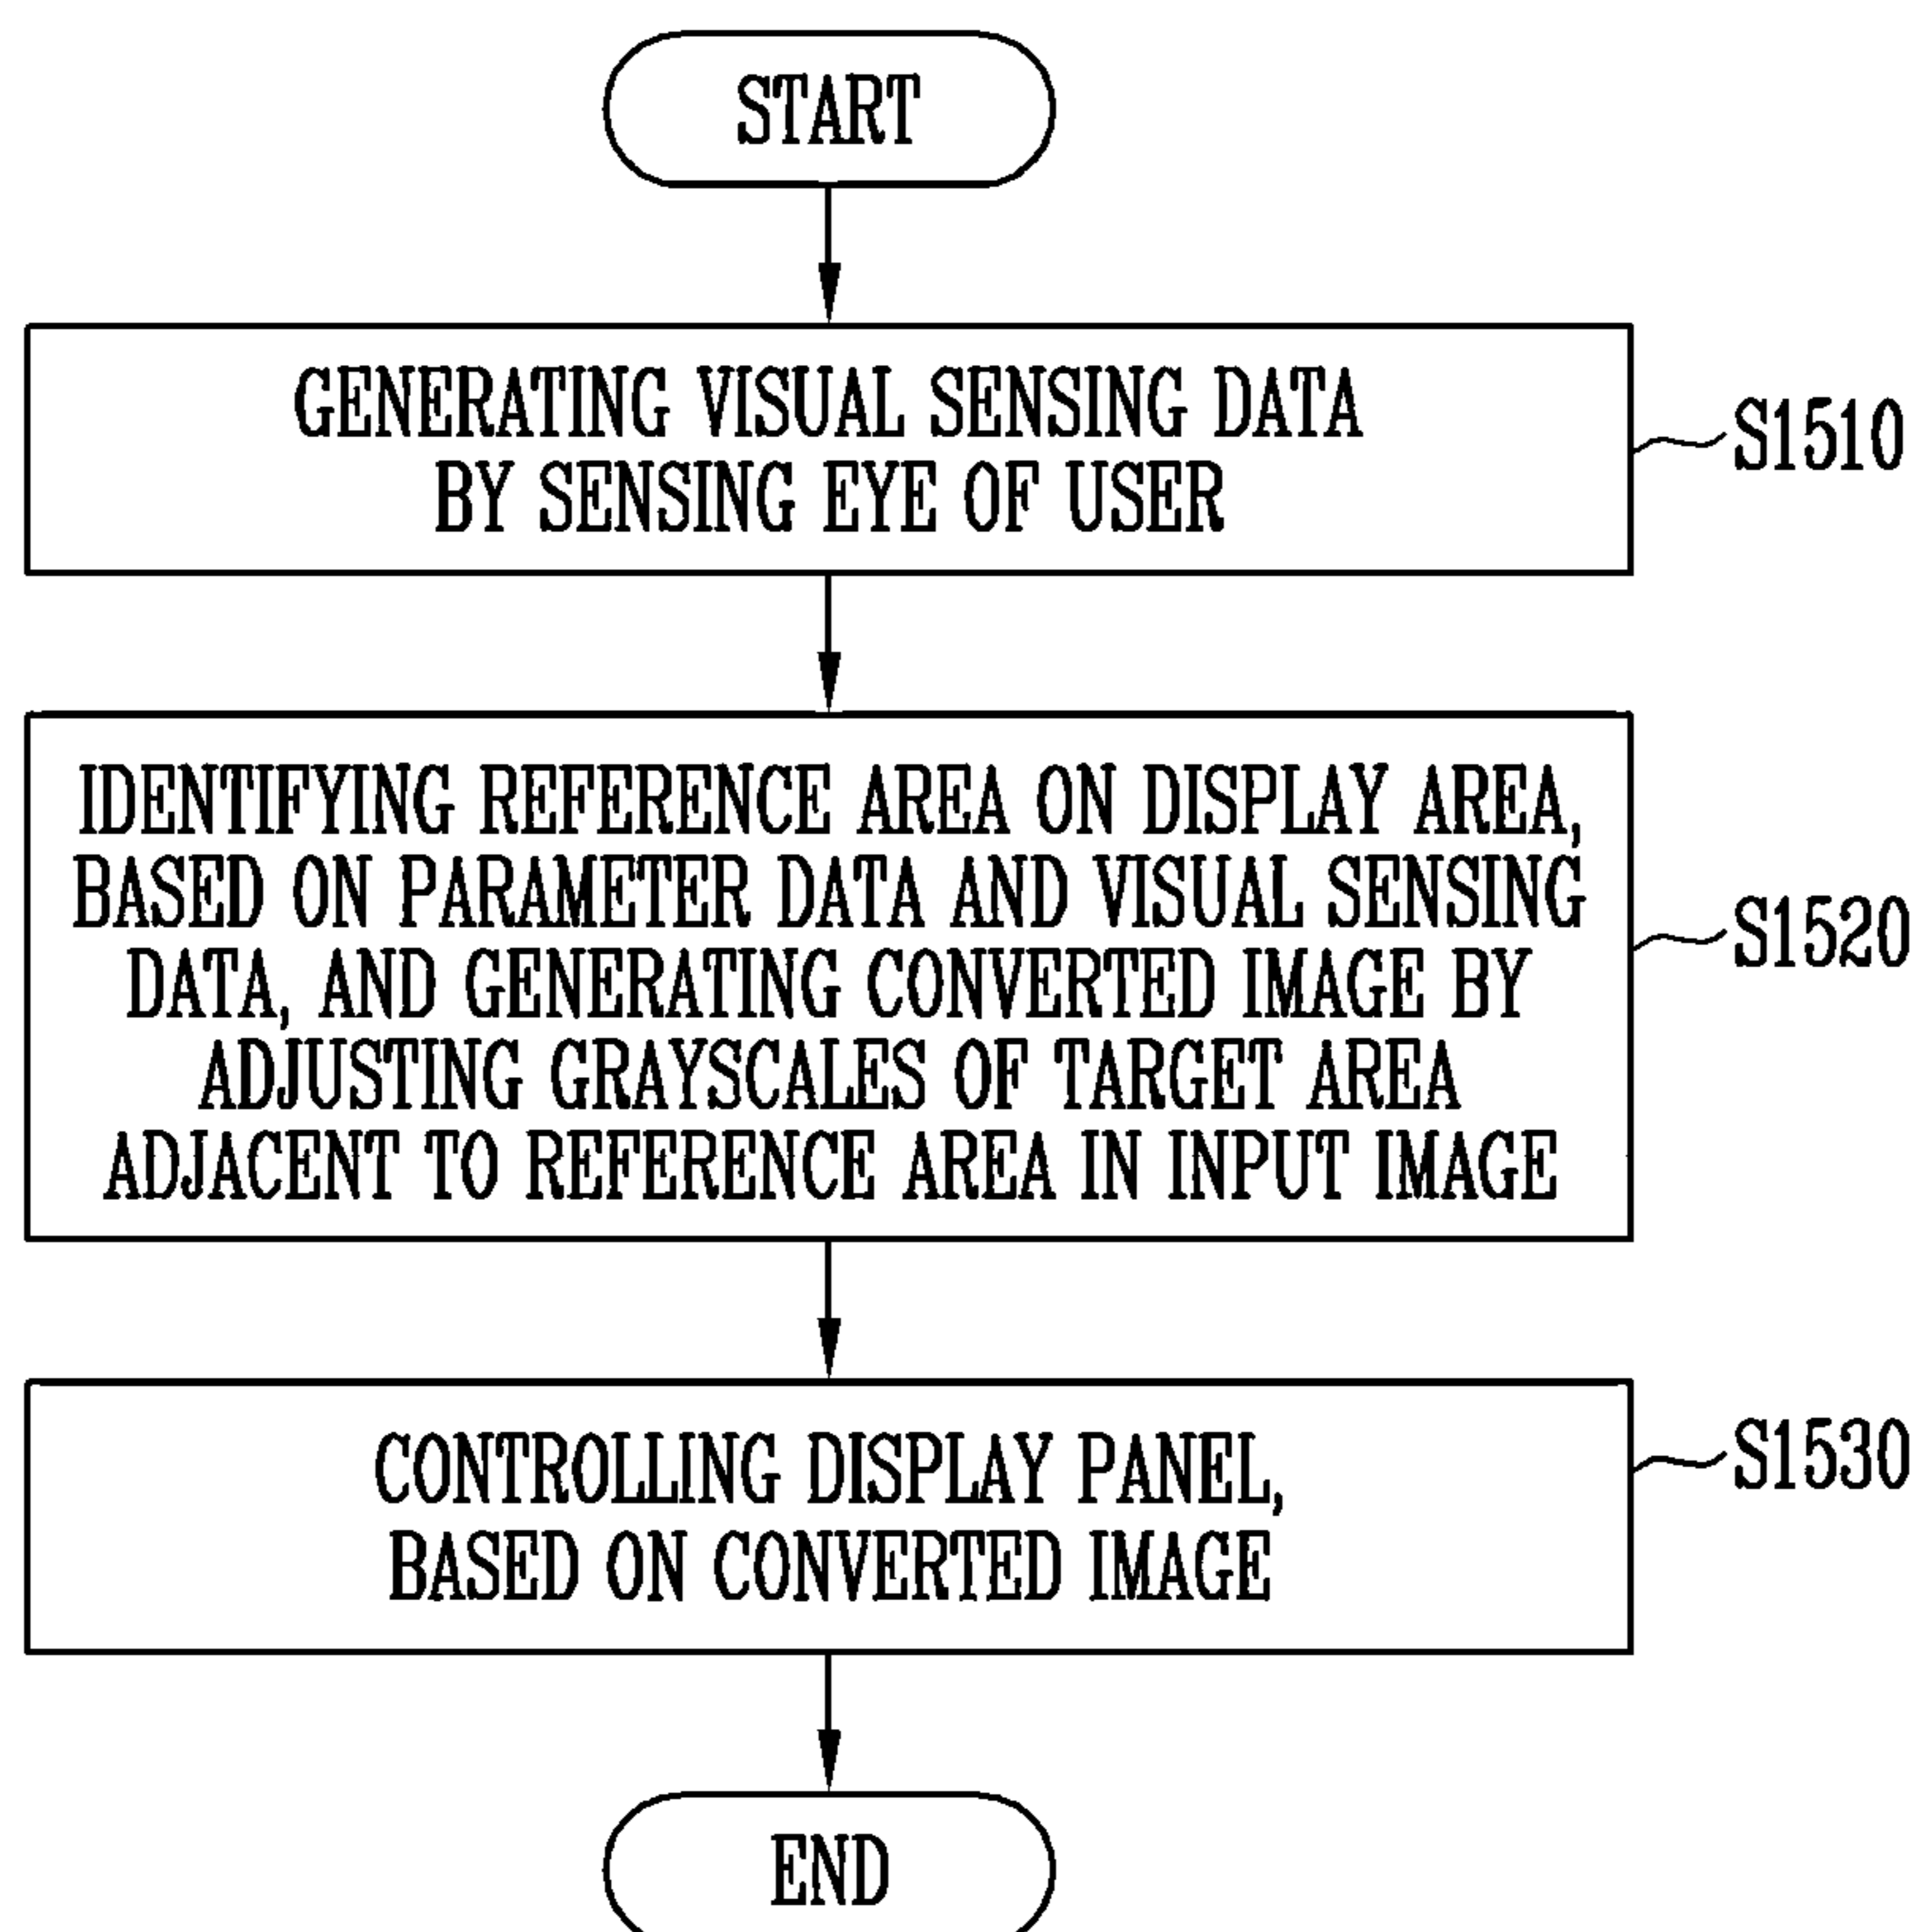 START
GENERATING VISUAL SENSING DATA
BY SENSING EYE OF USER
S1510
IDENTIFYING REFERENCE AREA ON DISPLAY AREA,
BASED ON PARAMETER DATA AND VISUAL SENSING
DATA, AND GENERATING CONVERTED IMAGE BY
ADJUSTING GRAYSCALES OF TARGET AREA
ADJACENT TO REFERENCE AREA IN INPUT IMAGE
S1520
CONTROLLING DISPLAY PANEL,
BASED ON CONVERTED IMAGE
S1530
END